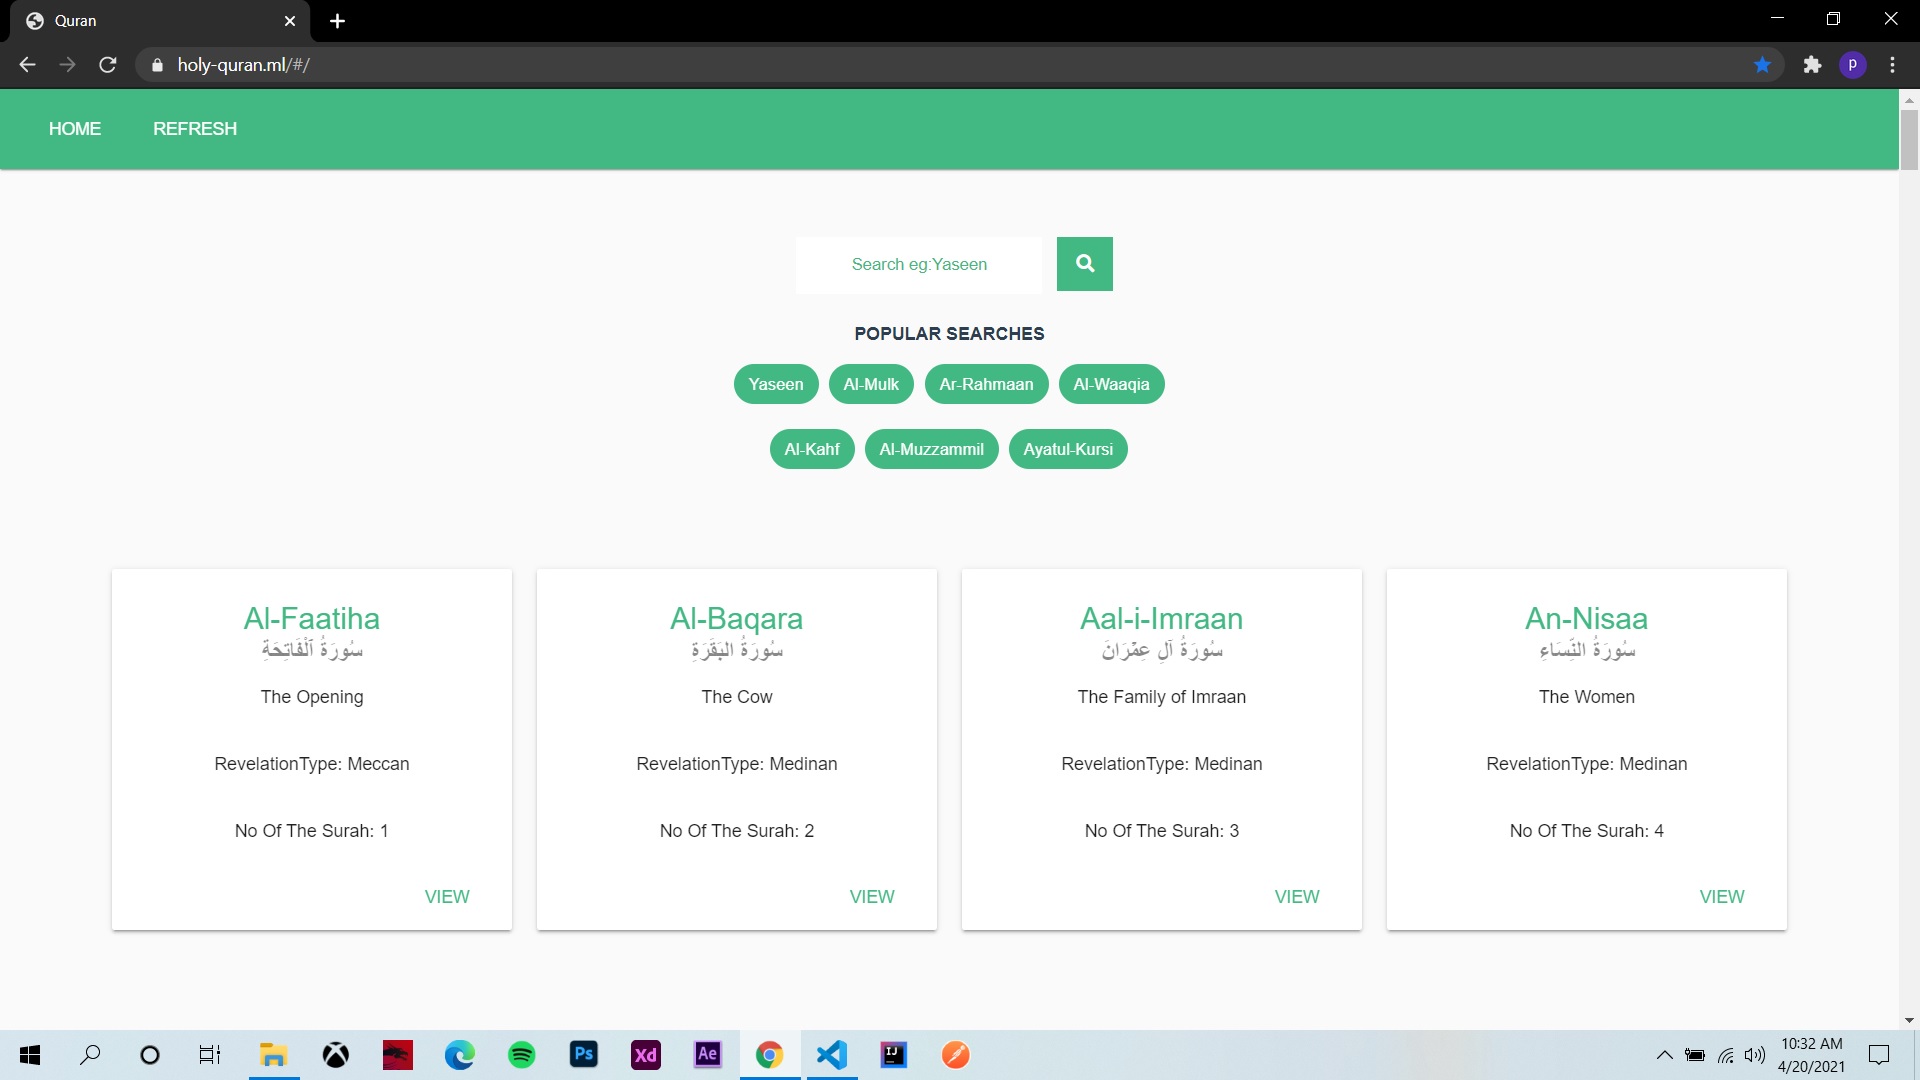 Quran
holy-quran.ml/#/
HOME REFRESH
Search eg:Yaseen
POPULAR SEARCHES
Yaseen Al-Mulk Ar-Rahmaan Al-Waaqia
Al-Kahf Al-Muzzammil Ayatul-Kursi
Al-Faatiha
سُورَةُ ٱلْفَاتِحَةِ
The Opening
RevelationType: Meccan
No Of The Surah: 1
VIEW
Al-Baqara
سُورَةُ البَقَرَةِ
The Cow
RevelationType: Medinan
No Of The Surah: 2
VIEW
Aal-i-Imraan
سُورَةُ آلِ عِمۡرَانَ
The Family of Imraan
RevelationType: Medinan
No Of The Surah: 3
VIEW
An-Nisaa
سُورَةُ النِّسَاءِ
The Women
RevelationType: Medinan
No Of The Surah: 4
VIEW
Ps Xd Ae IJ
10:32 AM
4/20/2021